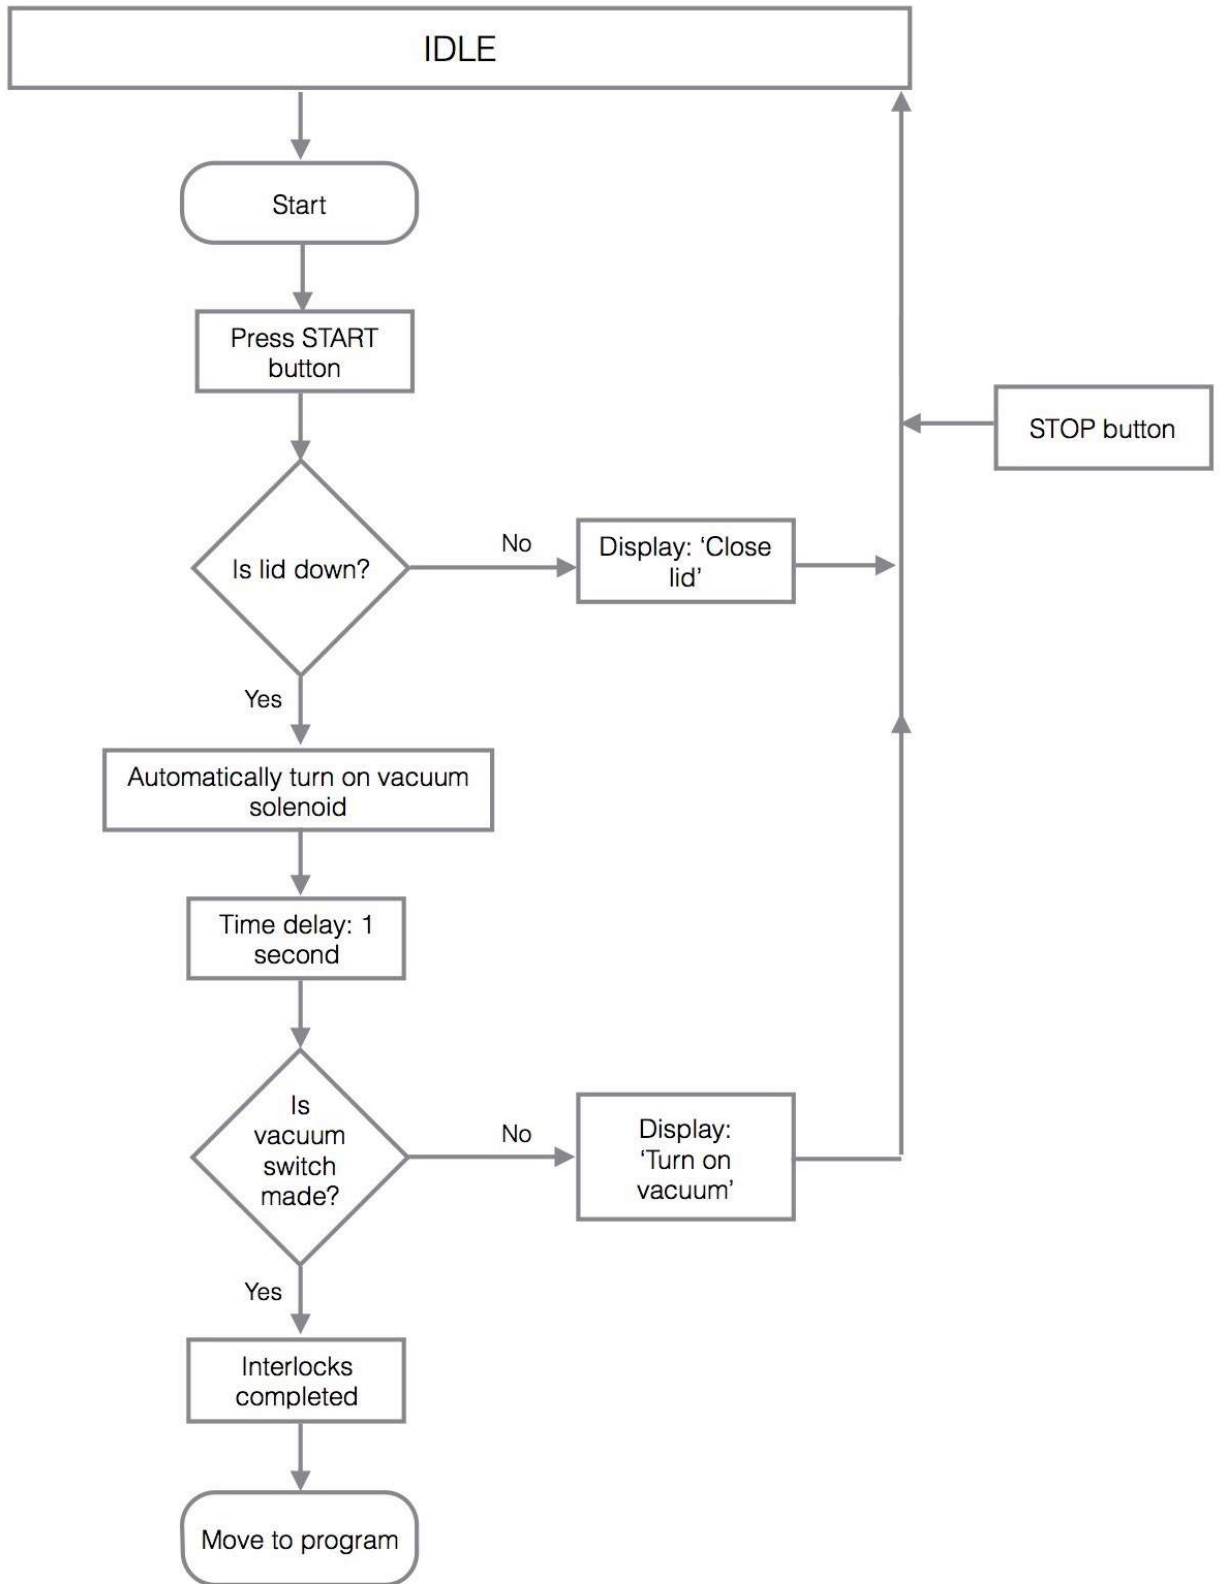 IDLE
Start
Press START
button
STOP button
Is lid down?
No
Display: ‘Close
lid’
Yes
Automatically turn on vacuum
solenoid
Time delay: 1
second
Is
vacuum
switch
made?
No
Display:
‘Turn on
vacuum’
Yes
Interlocks
completed
Move to program